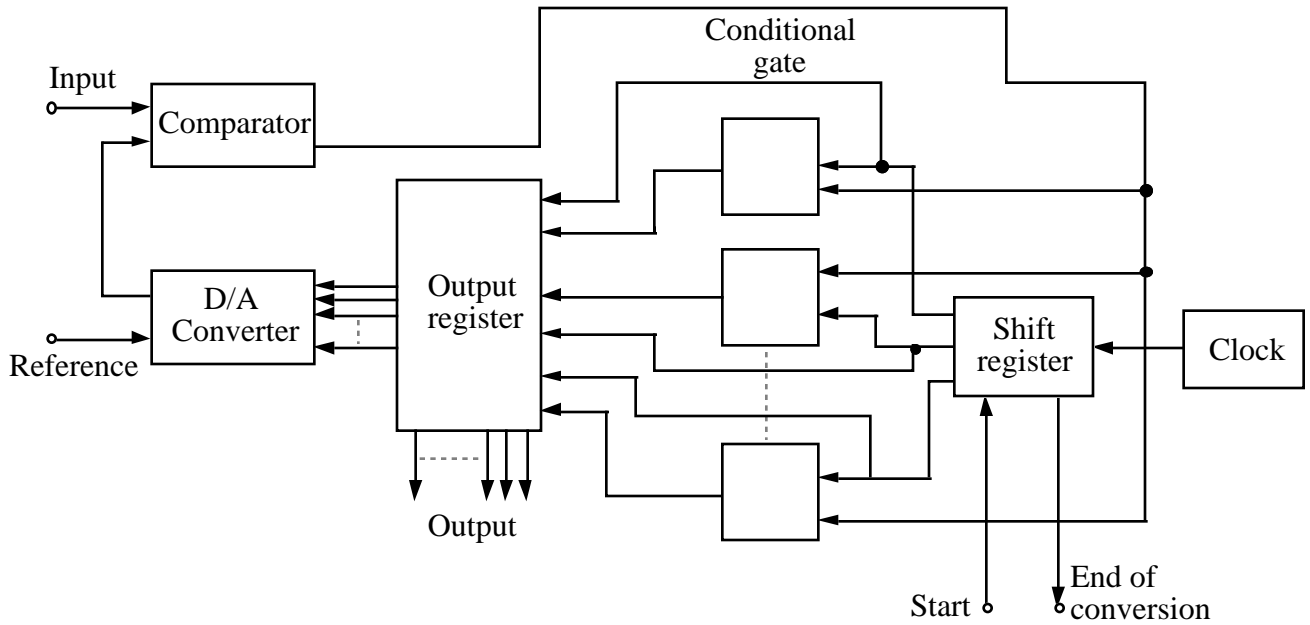 Conditional
gate
Input
Comparator
D/A
Converter
Reference
Output
register
Shift
register
Clock
Output
Start
End of
conversion